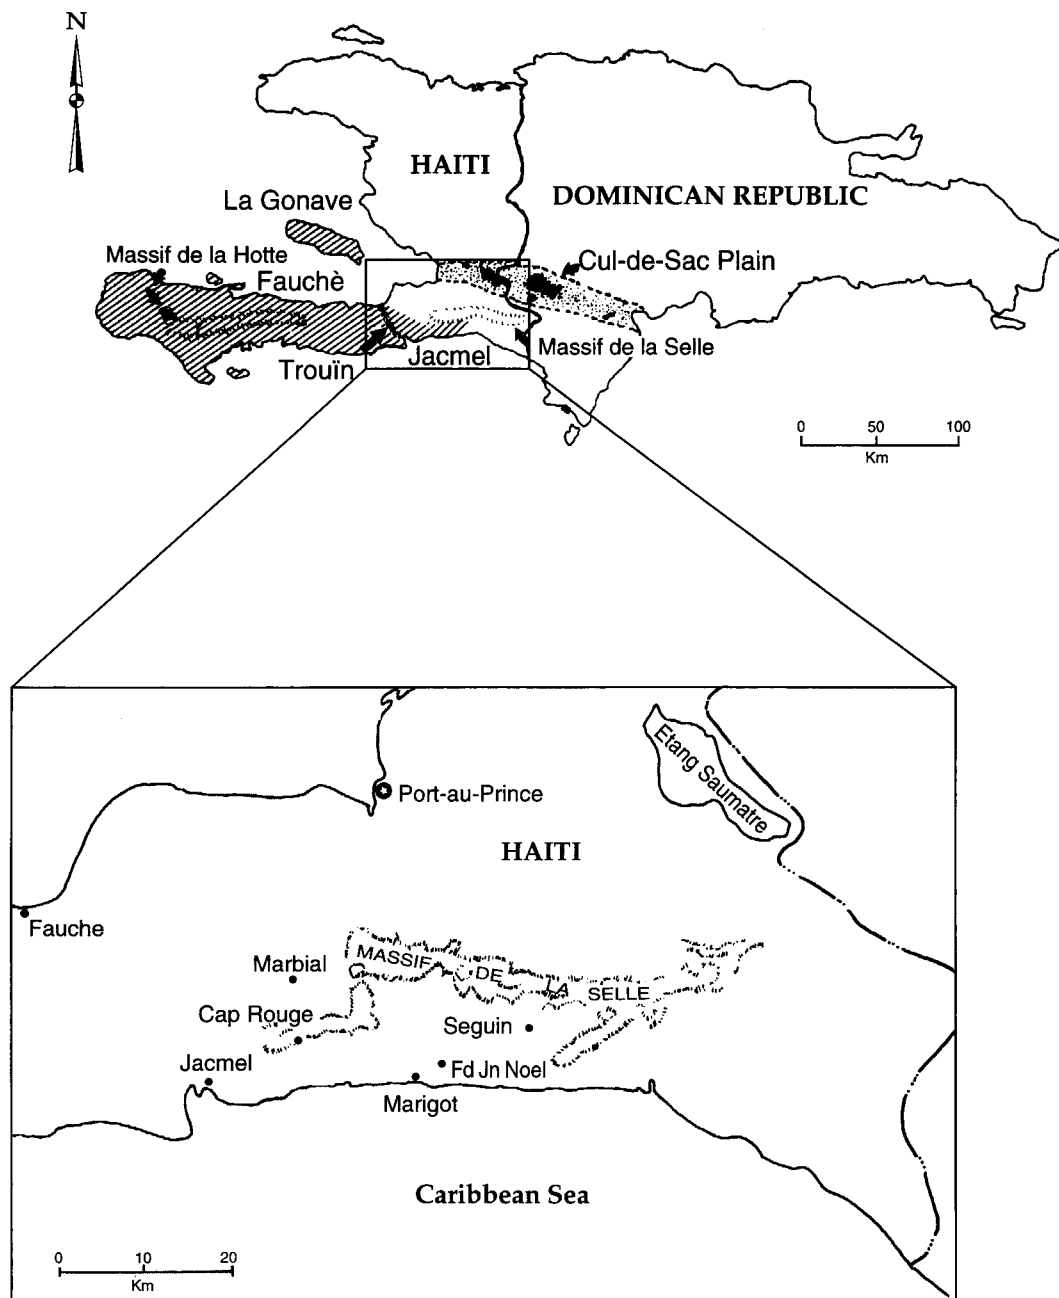 N
HAITI
DOMINICAN REPUBLIC
La Gonave
Massif de la Hotte
Fauchè
Cul-de-Sac Plain
Massif de la Selle
Trouïn
Jacmel
0 50 100
Km
Etang Saumatre
Port-au-Prince
HAITI
Fauche
Marbial
MASSIF DE LA SELLE
Cap Rouge
Seguin
Jacmel
Fd Jn Noel
Marigot
Caribbean Sea
0 10 20
Km